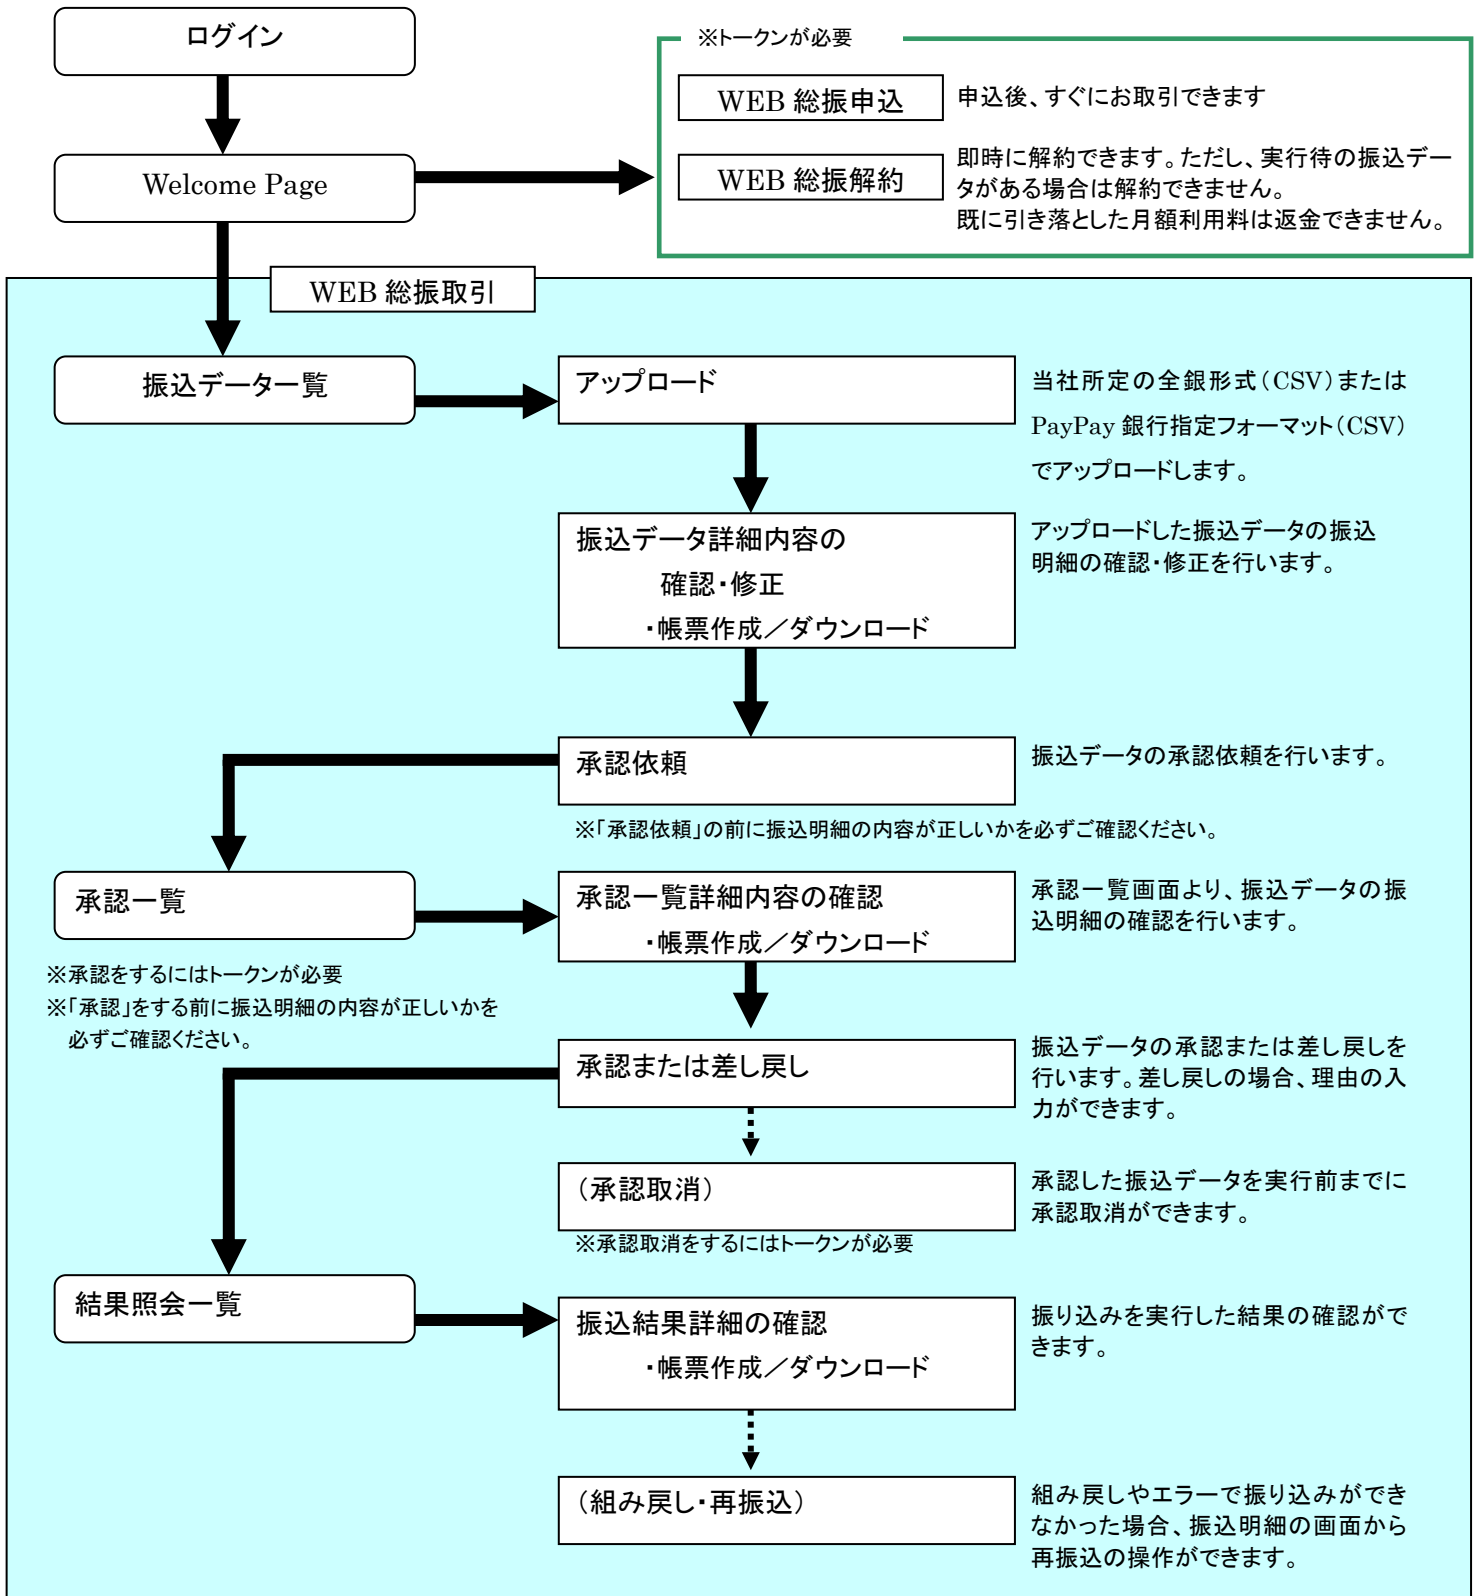 ログイン
※トークンが必要
WEB 総振申込
申込後、すぐにお取引できます
Welcome Page
WEB 総振解約
即時に解約できます。ただし、実行待の振込デー
タがある場合は解約できません。
既に引き落とした月額利用料は返金できません。
WEB 総振取引
振込データ一覧
アップロード
当社所定の全銀形式(CSV)または
PayPay 銀行指定フォーマット(CSV)
でアップロードします。
振込データ詳細内容の
確認・修正
・帳票作成/ダウンロード
アップロードした振込データの振込
明細の確認・修正を行います。
承認依頼
振込データの承認依頼を行います。
※「承認依頼」の前に振込明細の内容が正しいかを必ずご確認ください。
承認一覧
承認一覧詳細内容の確認
・帳票作成/ダウンロード
承認一覧画面より、振込データの振
込明細の確認を行います。
※承認をするにはトークンが必要
※「承認」をする前に振込明細の内容が正しいかを
必ずご確認ください。
承認または差し戻し
振込データの承認または差し戻しを
行います。差し戻しの場合、理由の入
力ができます。
(承認取消)
承認した振込データを実行前までに
承認取消ができます。
※承認取消をするにはトークンが必要
結果照会一覧
振込結果詳細の確認
・帳票作成/ダウンロード
振り込みを実行した結果の確認がで
きます。
(組み戻し・再振込)
組み戻しやエラーで振り込みができ
なかった場合、振込明細の画面から
再振込の操作ができます。